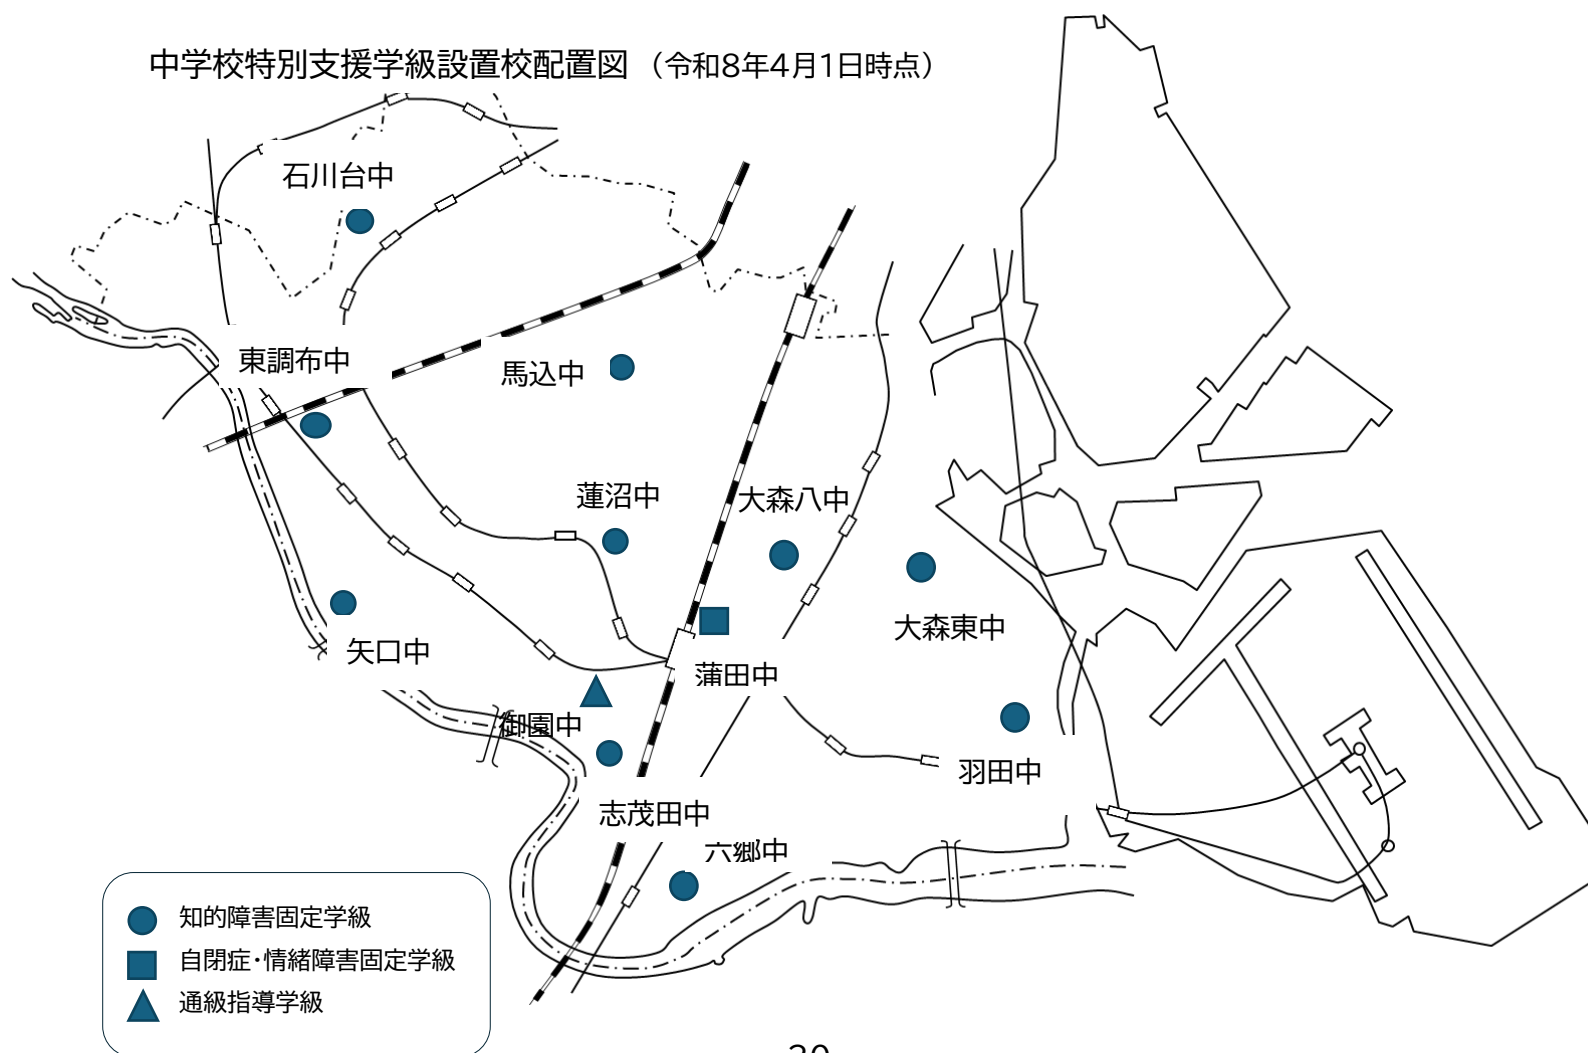 中学校特別支援学級設置校配置図 （令和8年4月1日時点）
石川台中
東調布中
馬込中
蓮沼中
大森八中
大森東中
矢口中
蒲田中
御園中
羽田中
志茂田中
六郷中
知的障害固定学級
自閉症・情緒障害固定学級
通級指導学級